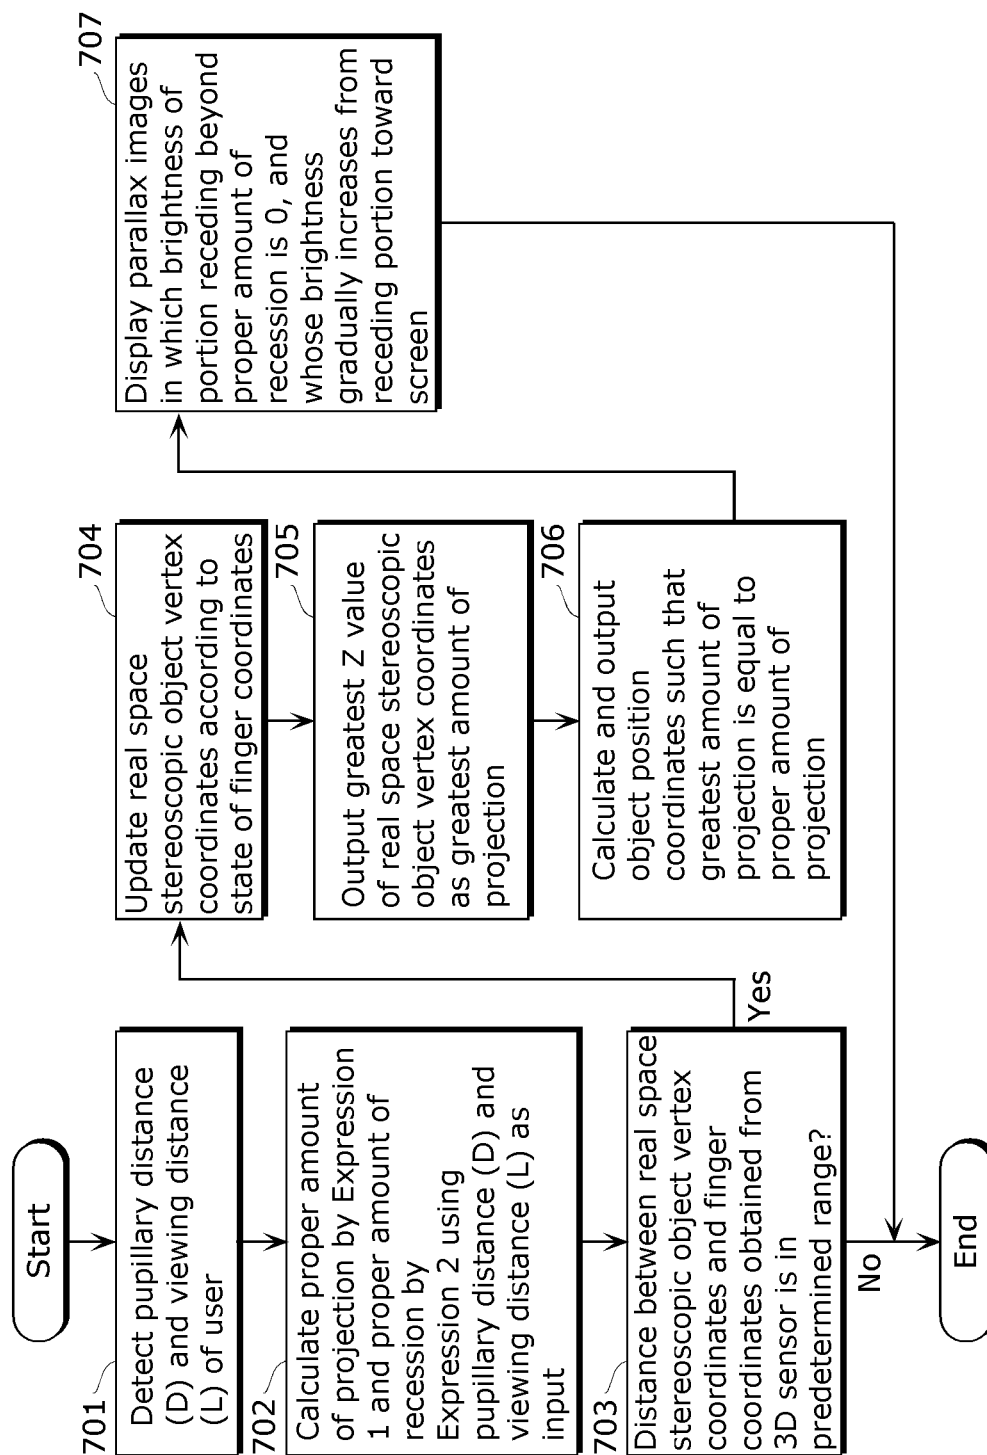 Start
701
Detect pupillary distance
(D) and viewing distance
(L) of user
702
Calculate proper amount
of projection by Expression
1 and proper amount of
recession by
Expression 2 using
pupillary distance (D) and
viewing distance (L) as
input
703
Distance between real space
stereoscopic object vertex
coordinates and finger
coordinates obtained from
3D sensor is in
predetermined range?
Yes
No
End
704
Update real space
stereoscopic object vertex
coordinates according to
state of finger coordinates
705
Output greatest Z value
of real space stereoscopic
object vertex coordinates
as greatest amount of
projection
706
Calculate and output
object position
coordinates such that
greatest amount of
projection is equal to
proper amount of
projection
707
Display parallax images
in which brightness of
portion receding beyond
proper amount of
recession is 0, and
whose brightness
gradually increases from
receding portion toward
screen